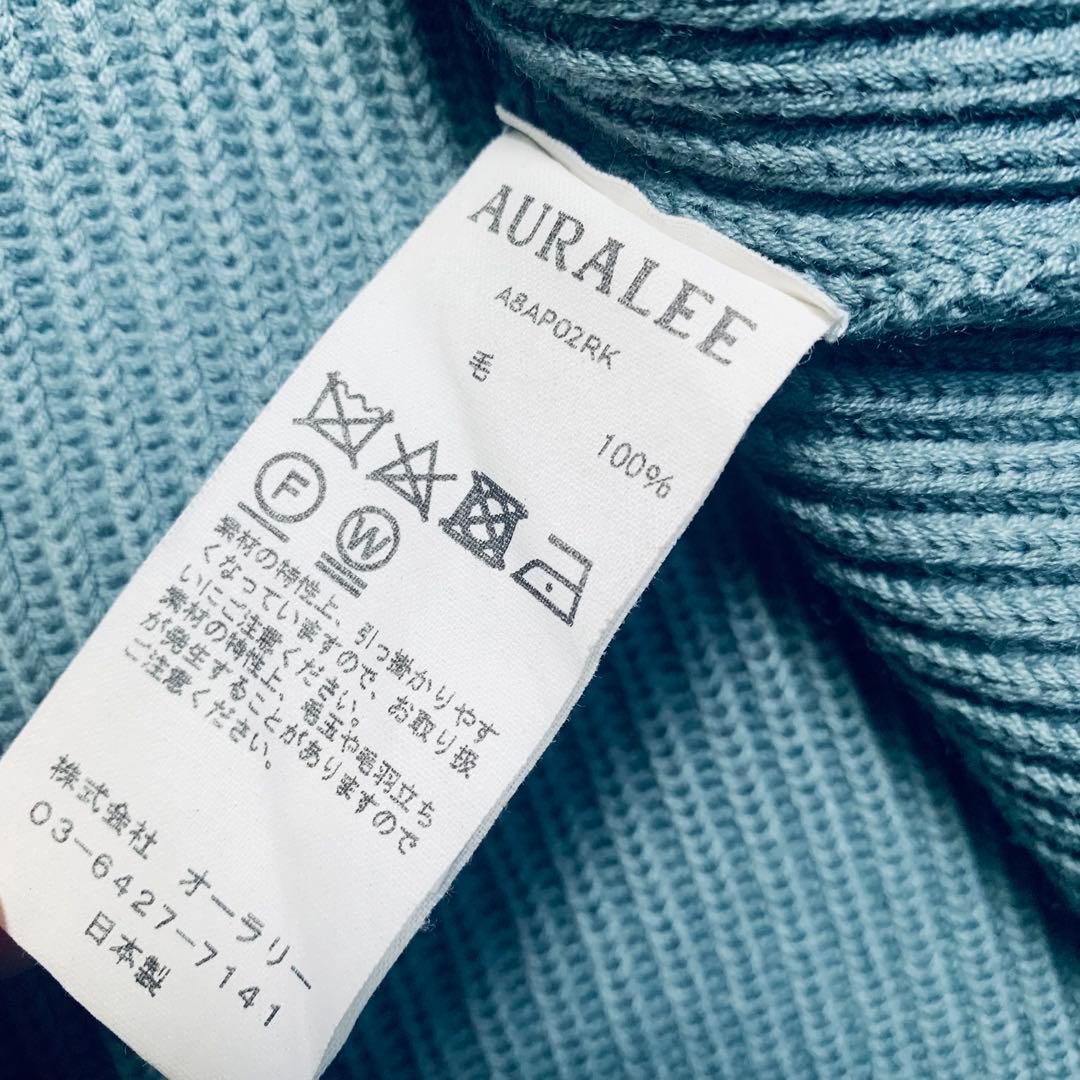 AURALEE
A8AP02RK
毛 100%
F
W
素材の特性上、引っ掛かりやす
くなっていますので、お取り扱
いにご注意ください。
素材の特性上、毛玉や毛羽立ち
が発生することがありますので
ご注意ください。
株式会社 オーラリー
03-6427-7141
日本製